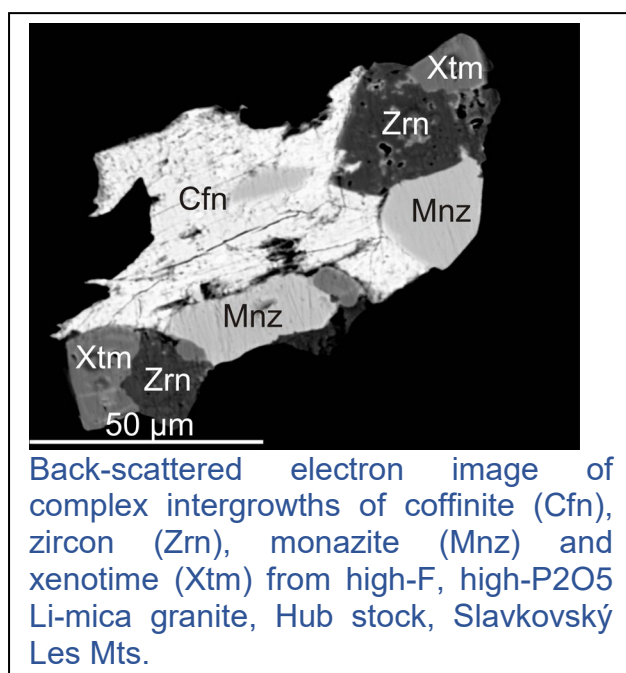 Xtm
Zrn
Cfn
Mnz
Mnz
Xtm
Zrn
50 µm
Back-scattered electron image of
complex intergrowths of coffinite (Cfn),
zircon (Zrn), monazite (Mnz) and
xenotime (Xtm) from high-F, high-P2O5
Li-mica granite, Hub stock, Slavkovský
Les Mts.